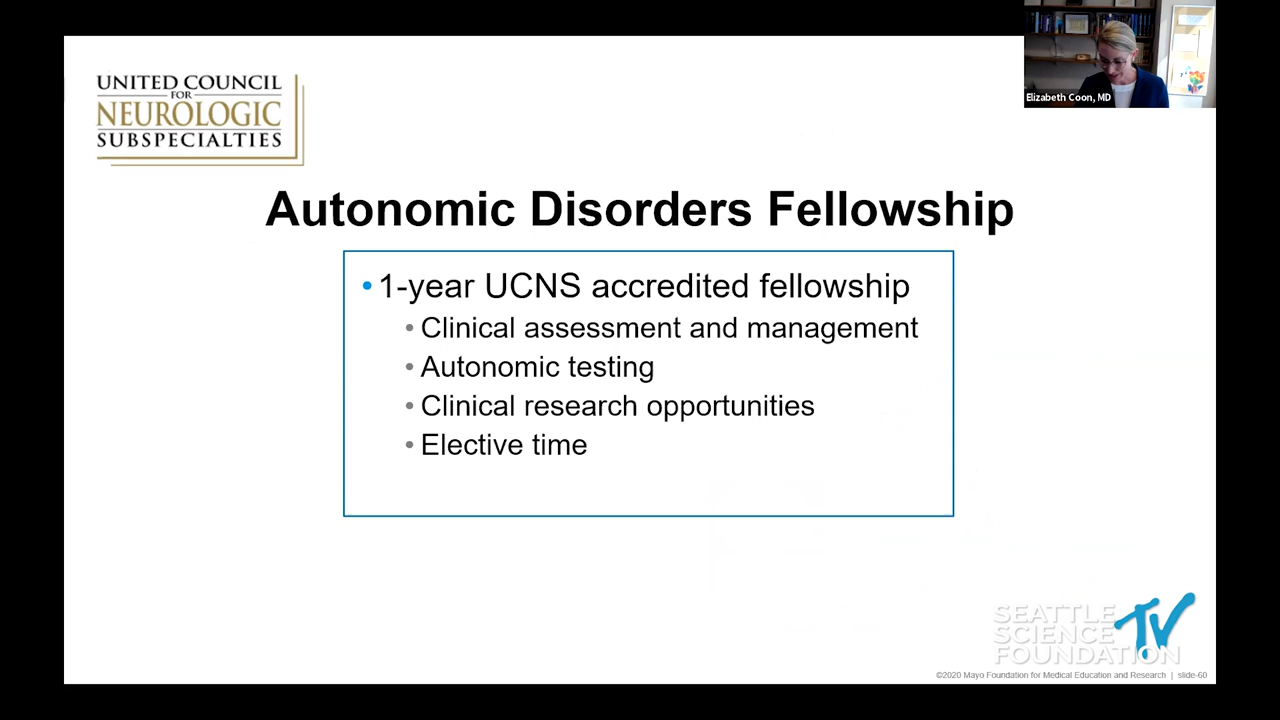 UNITED COUNCIL
FOR
NEUROLOGIC
SUBSPECIALTIES
Elizabeth Coon, MD
Autonomic Disorders Fellowship
• 1-year UCNS accredited fellowship
• Clinical assessment and management
• Autonomic testing
• Clinical research opportunities
• Elective time
SEATTLE
SCIENCE
FOUNDATION
TV
©2020 Mayo Foundation for Medical Education and Research | slide-60